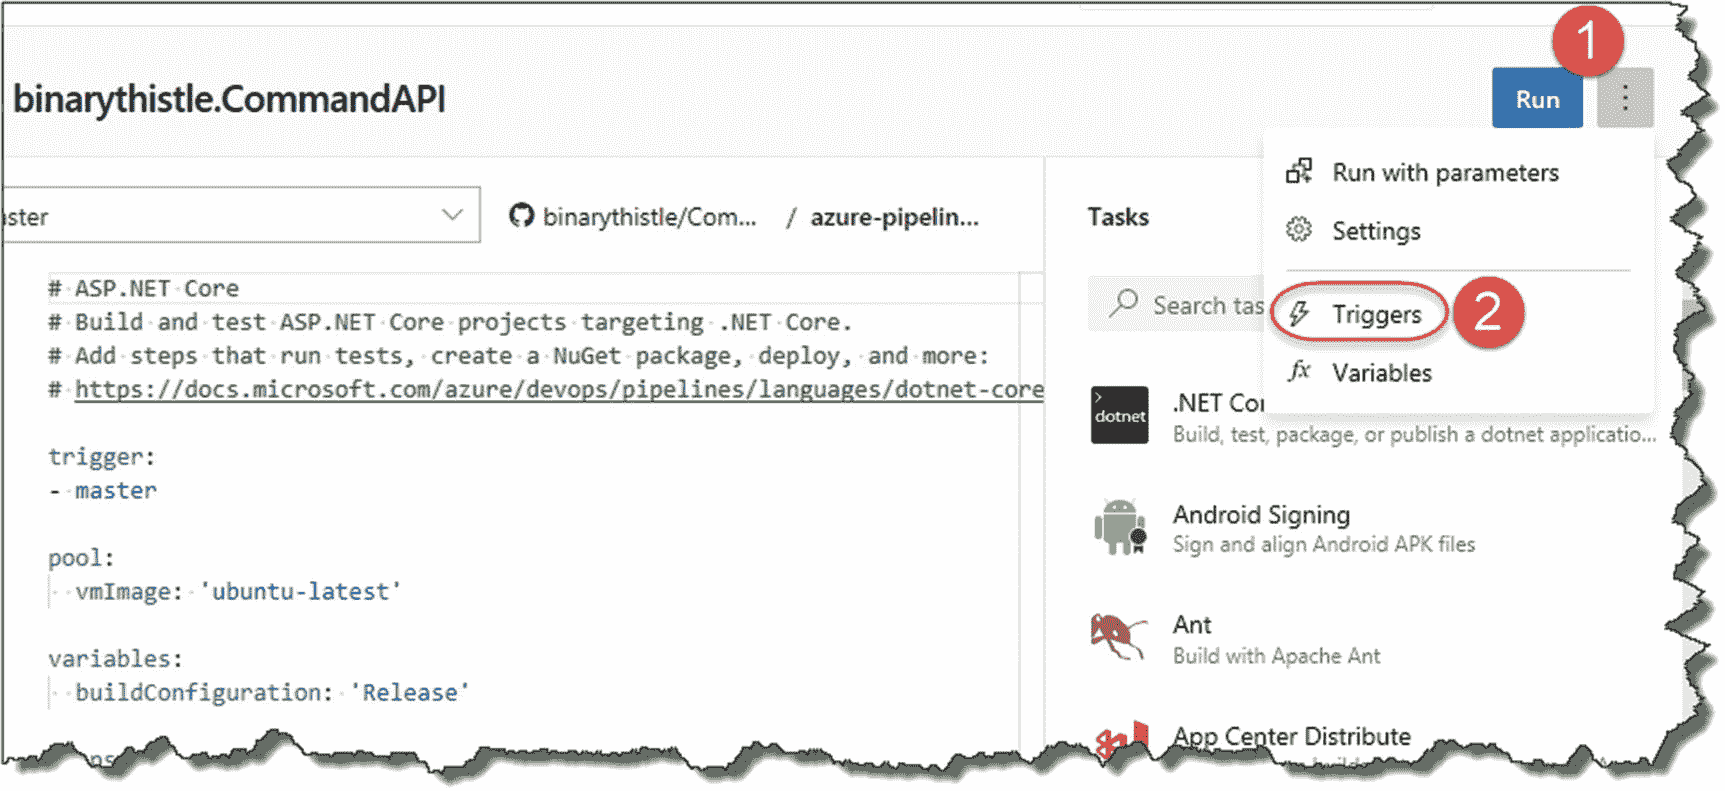 1
binarythistle.CommandAPI
Run
Run with parameters
Settings
Triggers
2
Variables
ster
binarythistle/Com... / azure-pipelin...
# ASP.NET Core
# Build and test ASP.NET Core projects targeting .NET Core.
# Add steps that run tests, create a NuGet package, deploy, and more:
# https://docs.microsoft.com/azure/devops/pipelines/languages/dotnet-core
trigger:
- master
pool:
vmImage: 'ubuntu-latest'
variables:
buildConfiguration: 'Release'
Tasks
Search tas
dotnet
.NET Cor
Build, test, package, or publish a dotnet applicatio...
Android Signing
Sign and align Android APK files
Ant
Build with Apache Ant
App Center Distribute